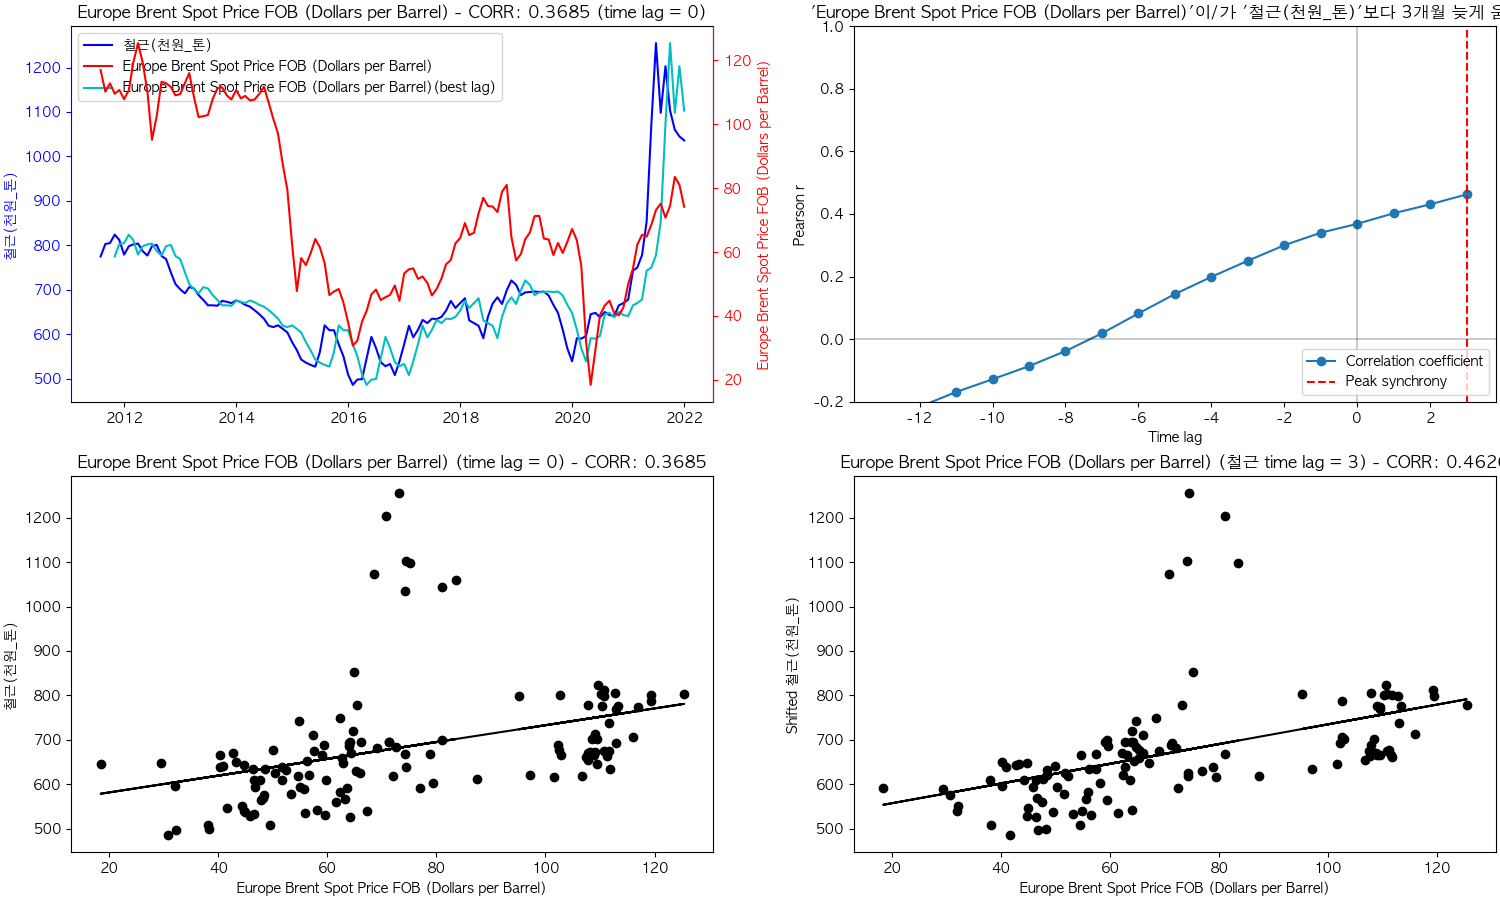 Europe Brent Spot Price FOB (Dollars per Barrel) - CORR: 0.3685 (time lag = 0)
철근(천원_톤)
Europe Brent Spot Price FOB (Dollars per Barrel)
Europe Brent Spot Price FOB (Dollars per Barrel)(best lag)
철근(천원_톤)
1200
1100
1000
900
800
700
600
500
120
100
80
60
40
20
Europe Brent Spot Price FOB (Dollars per Barrel)
2012 2014 2016 2018 2020 2022
'Europe Brent Spot Price FOB (Dollars per Barrel)'이/가 '철근(천원_톤)'보다 3개월 늦게
Pearson r
1.0
0.8
0.6
0.4
0.2
0.0
-0.2
Correlation coefficient
Peak synchrony
-12 -10 -8 -6 -4 -2 0 2
Time lag
Europe Brent Spot Price FOB (Dollars per Barrel) (time lag = 0) - CORR: 0.3685
철근(천원_톤)
1200
1100
1000
900
800
700
600
500
20 40 60 80 100 120
Europe Brent Spot Price FOB (Dollars per Barrel)
Europe Brent Spot Price FOB (Dollars per Barrel) (철근 time lag = 3) - CORR: 0.462
Shifted 철근(천원_톤)
1200
1100
1000
900
800
700
600
500
20 40 60 80 100 120
Europe Brent Spot Price FOB (Dollars per Barrel)